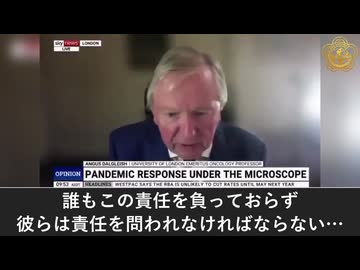 sky news
LONDON
LIVE
ANGUS DALGLEISH | UNIVERSITY OF LONDON EMERITUS ONCOLOGY PROFESSOR
OPINION
PANDEMIC RESPONSE UNDER THE MICROSCOPE
09:53 AEDT
HEADLINES
WESTPAC SAYS THE RBA IS UNLIKELY TO CUT RATES UNTIL MAY NEXT YEAR
誰もこの責任を負っておらず
彼らは責任を問われなければならない…